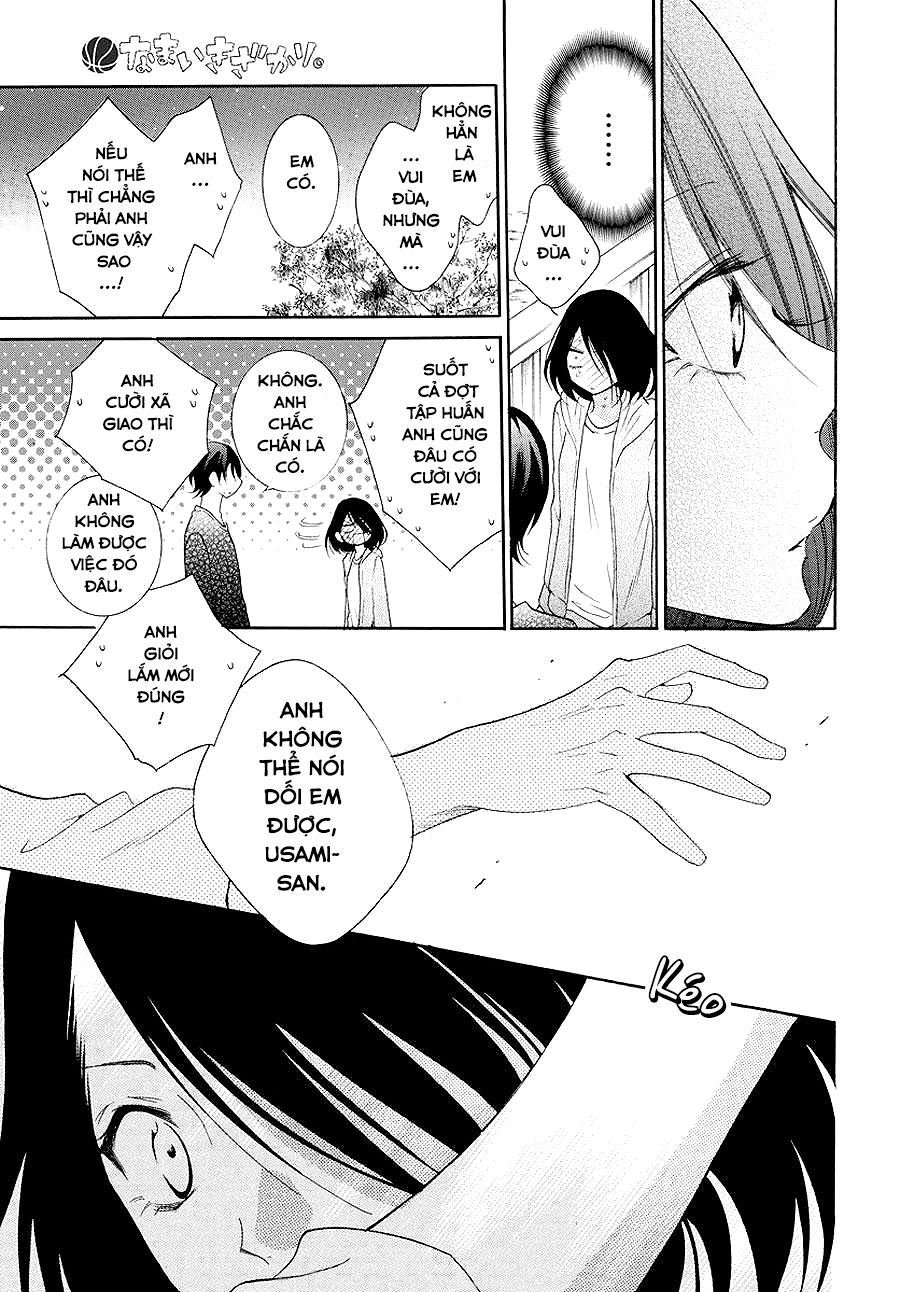 なまいきざかり。
……
VUI
ĐÙA
...
KHÔNG
HẲN
LÀ
EM
...
VUI
ĐÙA,
NHƯNG
MÀ
...
EM
CÓ.
ANH
...
NẾU
NÓI THẾ
THÌ CHẲNG
PHẢI ANH
CŨNG VẬY
SAO
...!
SUỐT
CẢ ĐỢT
TẬP HUẤN
ANH CŨNG
ĐÂU CÓ
CƯỜI VỚI
EM!
KHÔNG.
ANH
CHẮC
CHẮN LÀ
CÓ.
ANH
CƯỜI XÃ
GIAO THÌ
CÓ!
ANH
KHÔNG
LÀM ĐƯỢC
VIỆC ĐÓ
ĐÂU.
ANH
GIỎI
LẮM MỚI
ĐÚNG
!
ANH
KHÔNG
THỂ NÓI
DỐI EM
ĐƯỢC,
USAMI-
SAN.
KÉO